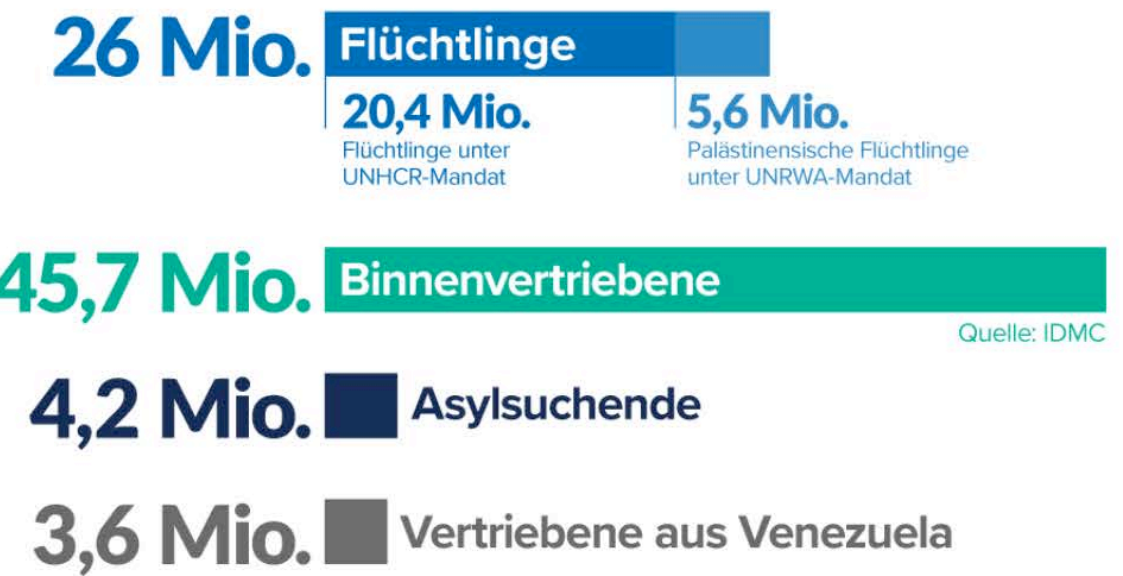 26 Mio. Flüchtlinge
20,4 Mio.
Flüchtlinge unter
UNHCR-Mandat
5,6 Mio.
Palästinensische Flüchtlinge
unter UNRWA-Mandat
45,7 Mio. Binnenvertriebene
Quelle: IDMC
4,2 Mio. Asylsuchende
3,6 Mio. Vertriebene aus Venezuela